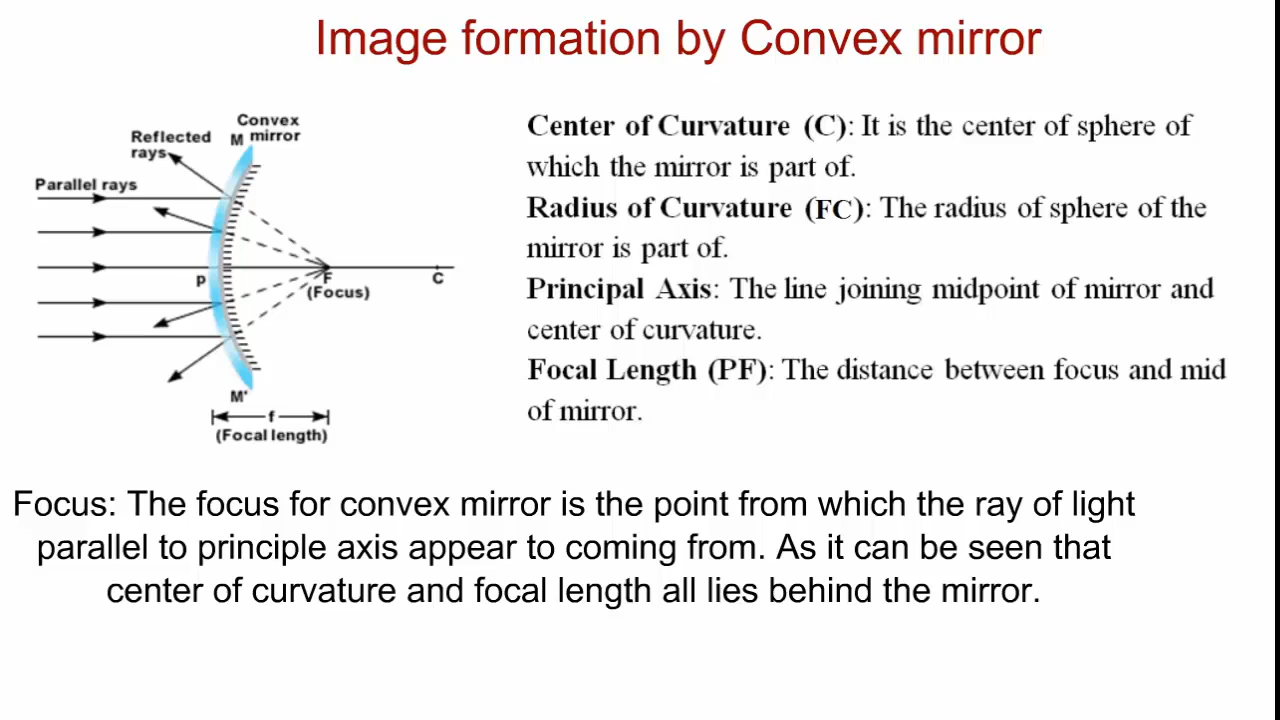 Image formation by Convex mirror
Convex
mirror
M
Reflected
rays
Parallel rays
P
F
(Focus)
C
M'
f
(Focal length)
Center of Curvature (C): It is the center of sphere of
which the mirror is part of.
Radius of Curvature (FC): The radius of sphere of the
mirror is part of.
Principal Axis: The line joining midpoint of mirror and
center of curvature.
Focal Length (PF): The distance between focus and mid
of mirror.
Focus: The focus for convex mirror is the point from which the ray of light
parallel to principle axis appear to coming from. As it can be seen that
center of curvature and focal length all lies behind the mirror.